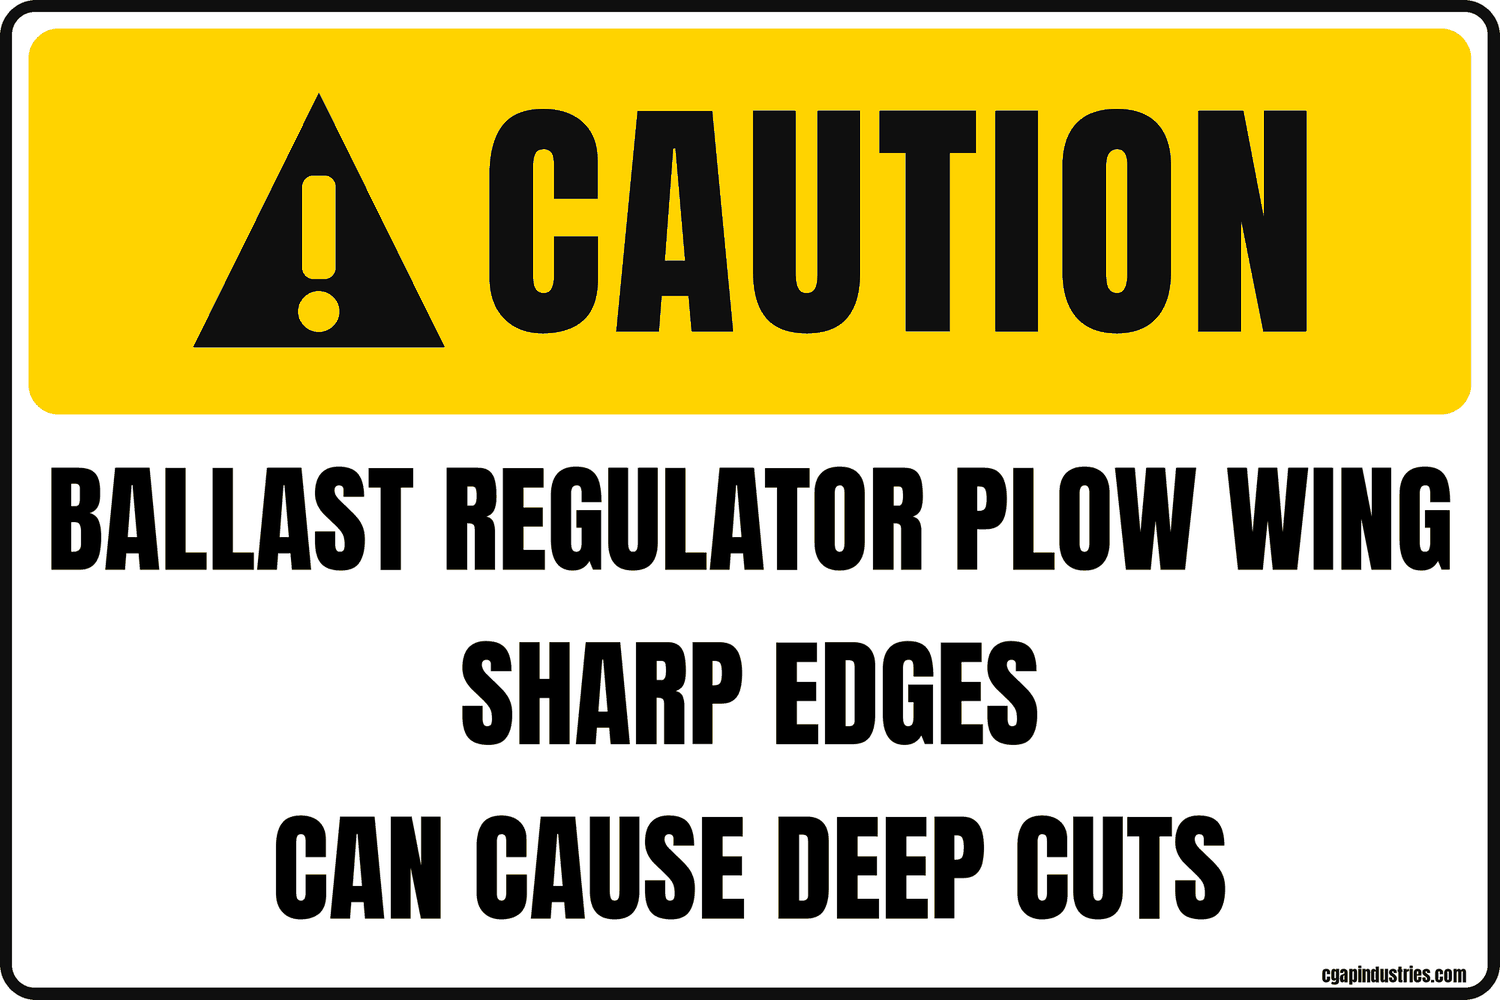 CAUTION
BALLAST REGULATOR PLOW WING
SHARP EDGES
CAN CAUSE DEEP CUTS
cgapindustries.com